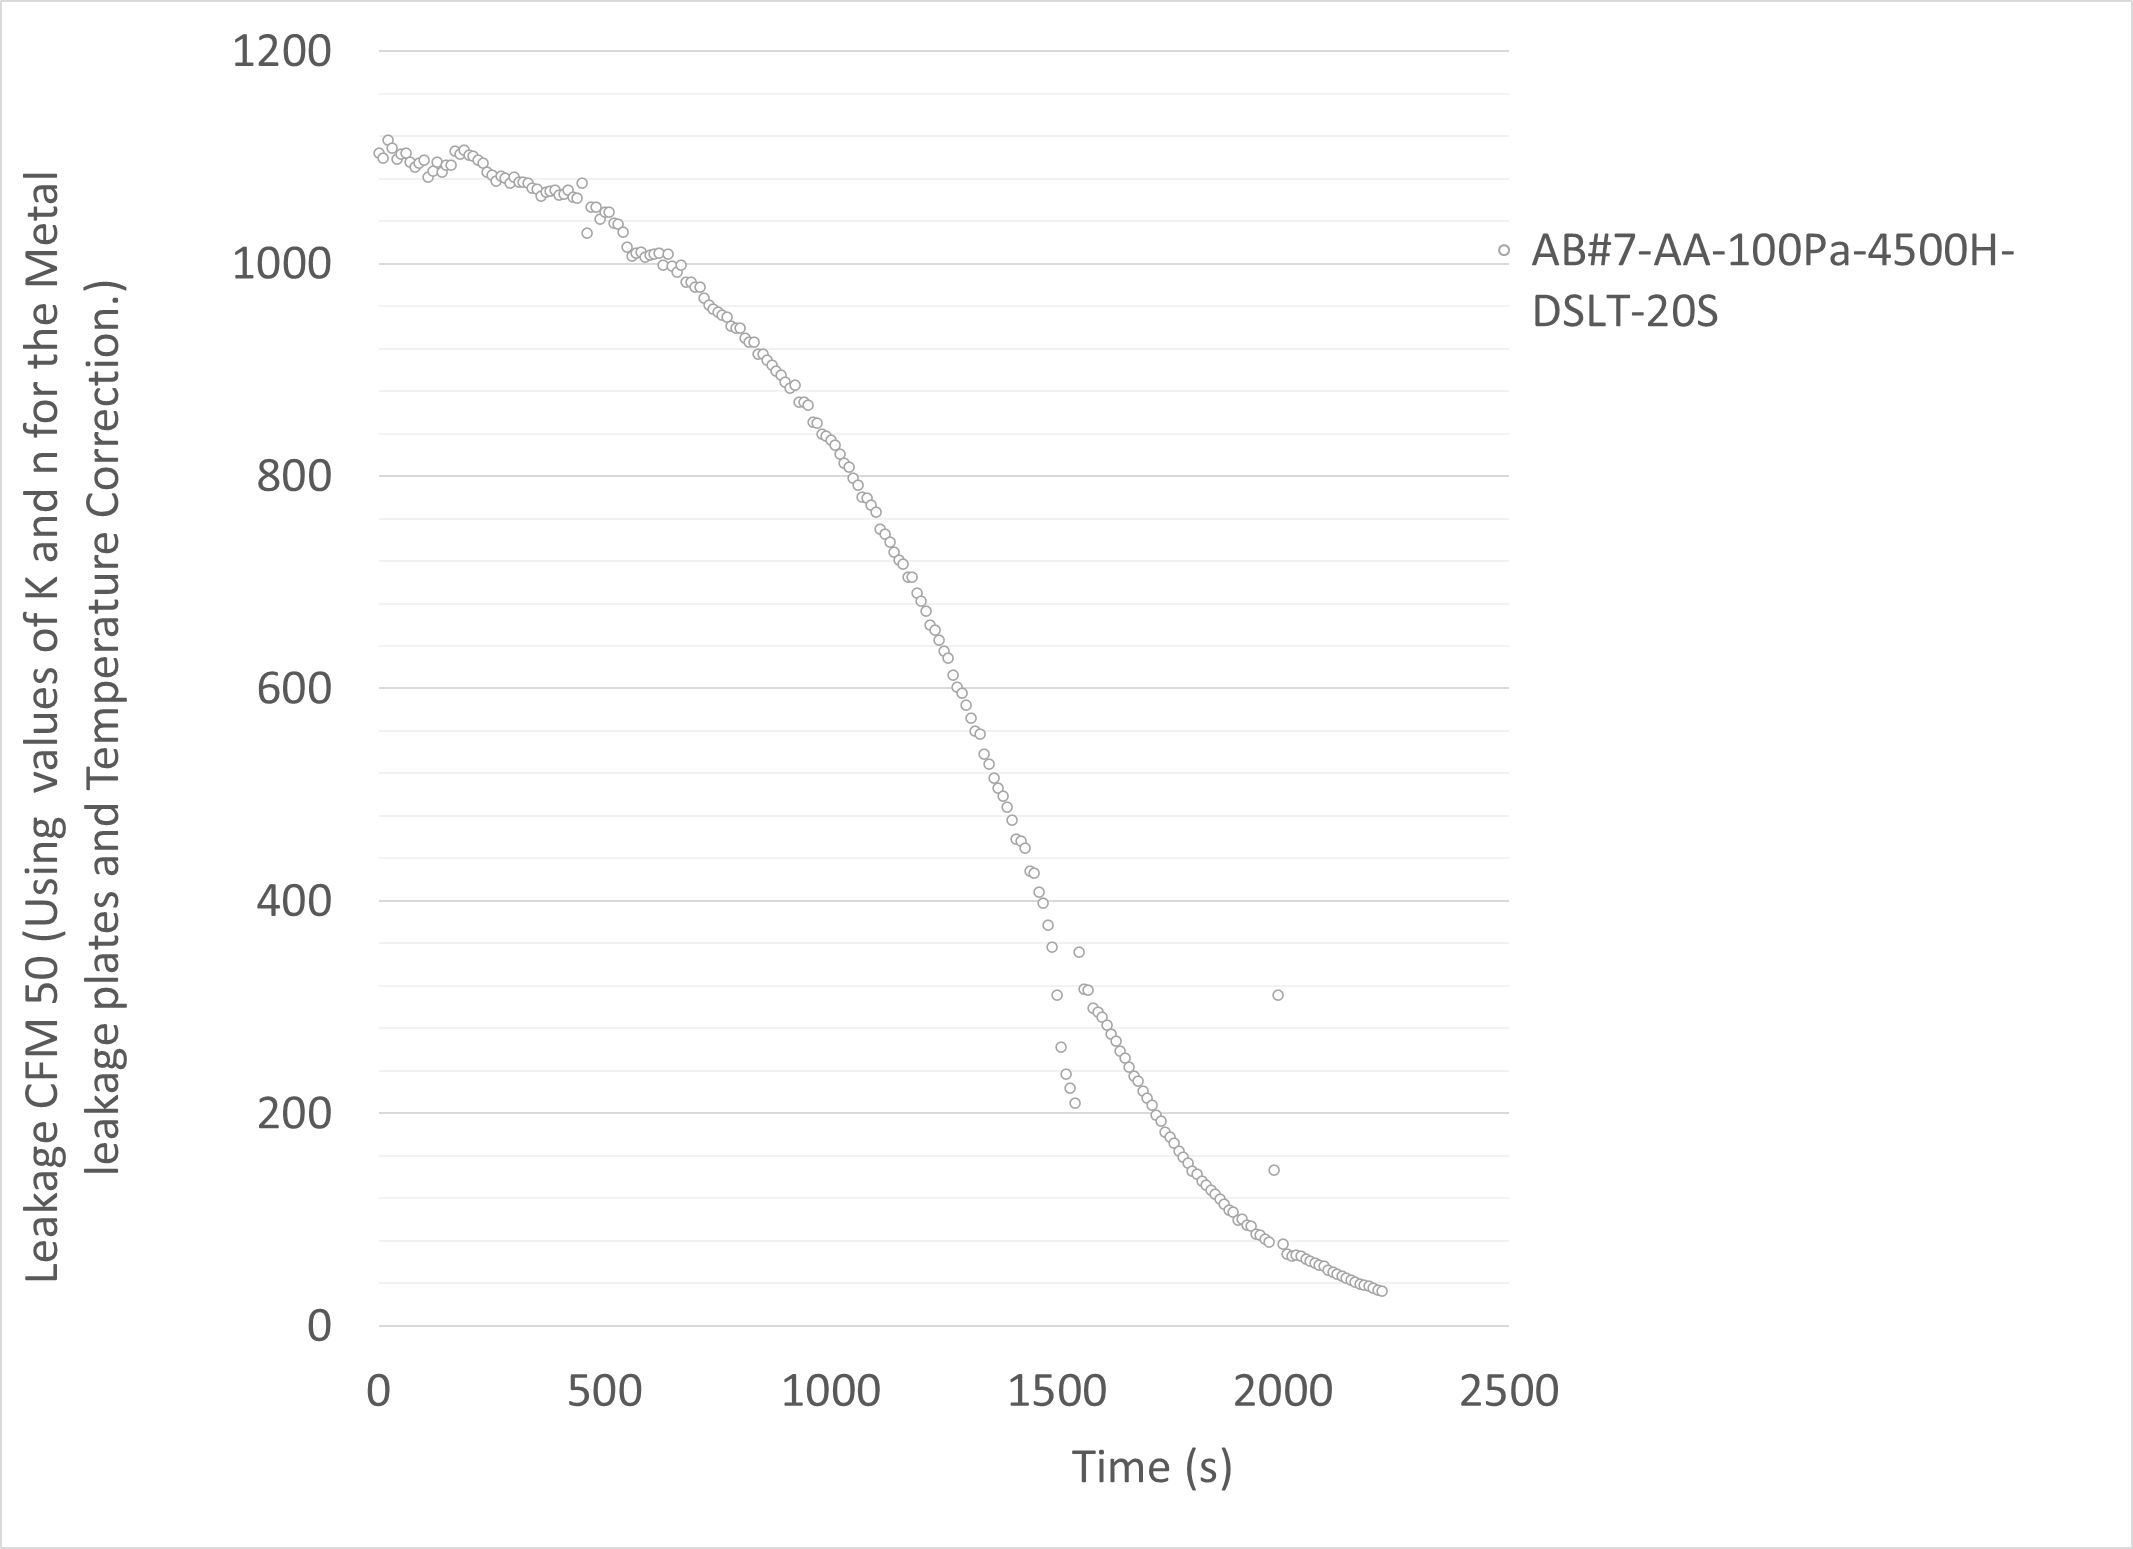 Leakage CFM 50 (Using  values of K and n for the Metal
leakage plates and Temperature Correction.)
1200
1000
800
600
400
200
0
0 500 1000 1500 2000 2500
Time (s)
AB#7-AA-100Pa-4500H-
DSLT-20S